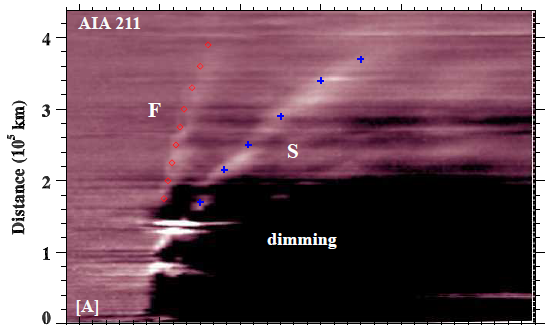 AIA 211
4
F
3
S
Distance (10⁵ km)
2
dimming
1
[A]
0